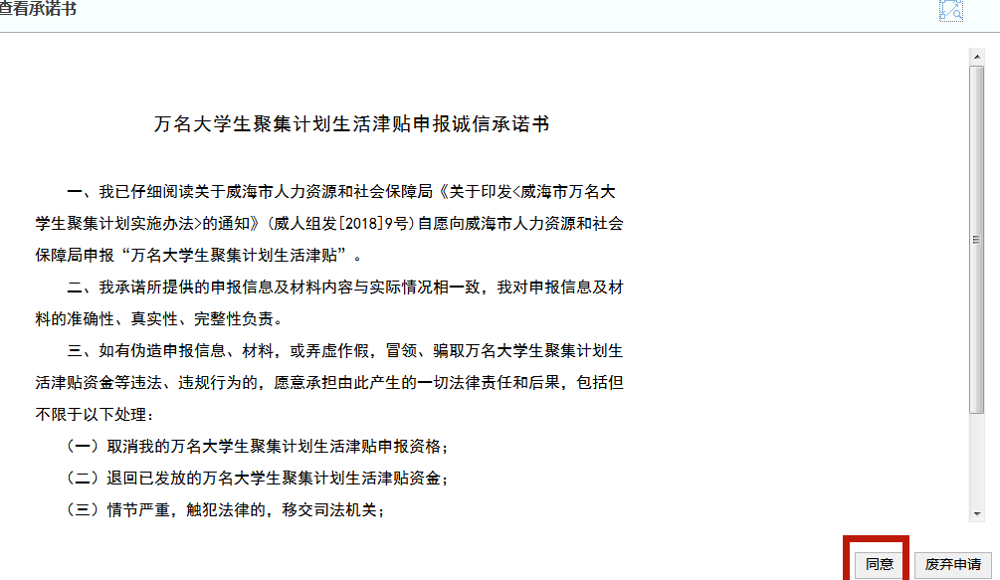 查看承诺书
万名大学生聚集计划生活津贴申报诚信承诺书
一、我已仔细阅读关于威海市人力资源和社会保障局《关于印发<威海市万名大
学生聚集计划实施办法>的通知》(威人组发[2018]9号)自愿向威海市人力资源和社会
保障局申报“万名大学生聚集计划生活津贴”。
二、我承诺所提供的申报信息及材料内容与实际情况相一致，我对申报信息及材
料的准确性、真实性、完整性负责。
三、如有伪造申报信息、材料，或弄虚作假，冒领、骗取万名大学生聚集计划生
活津贴资金等违法、违规行为的，愿意承担由此产生的一切法律责任和后果，包括但
不限于以下处理：
（一）取消我的万名大学生聚集计划生活津贴申报资格；
（二）退回已发放的万名大学生聚集计划生活津贴资金；
（三）情节严重，触犯法律的，移交司法机关；
同意 废弃申请